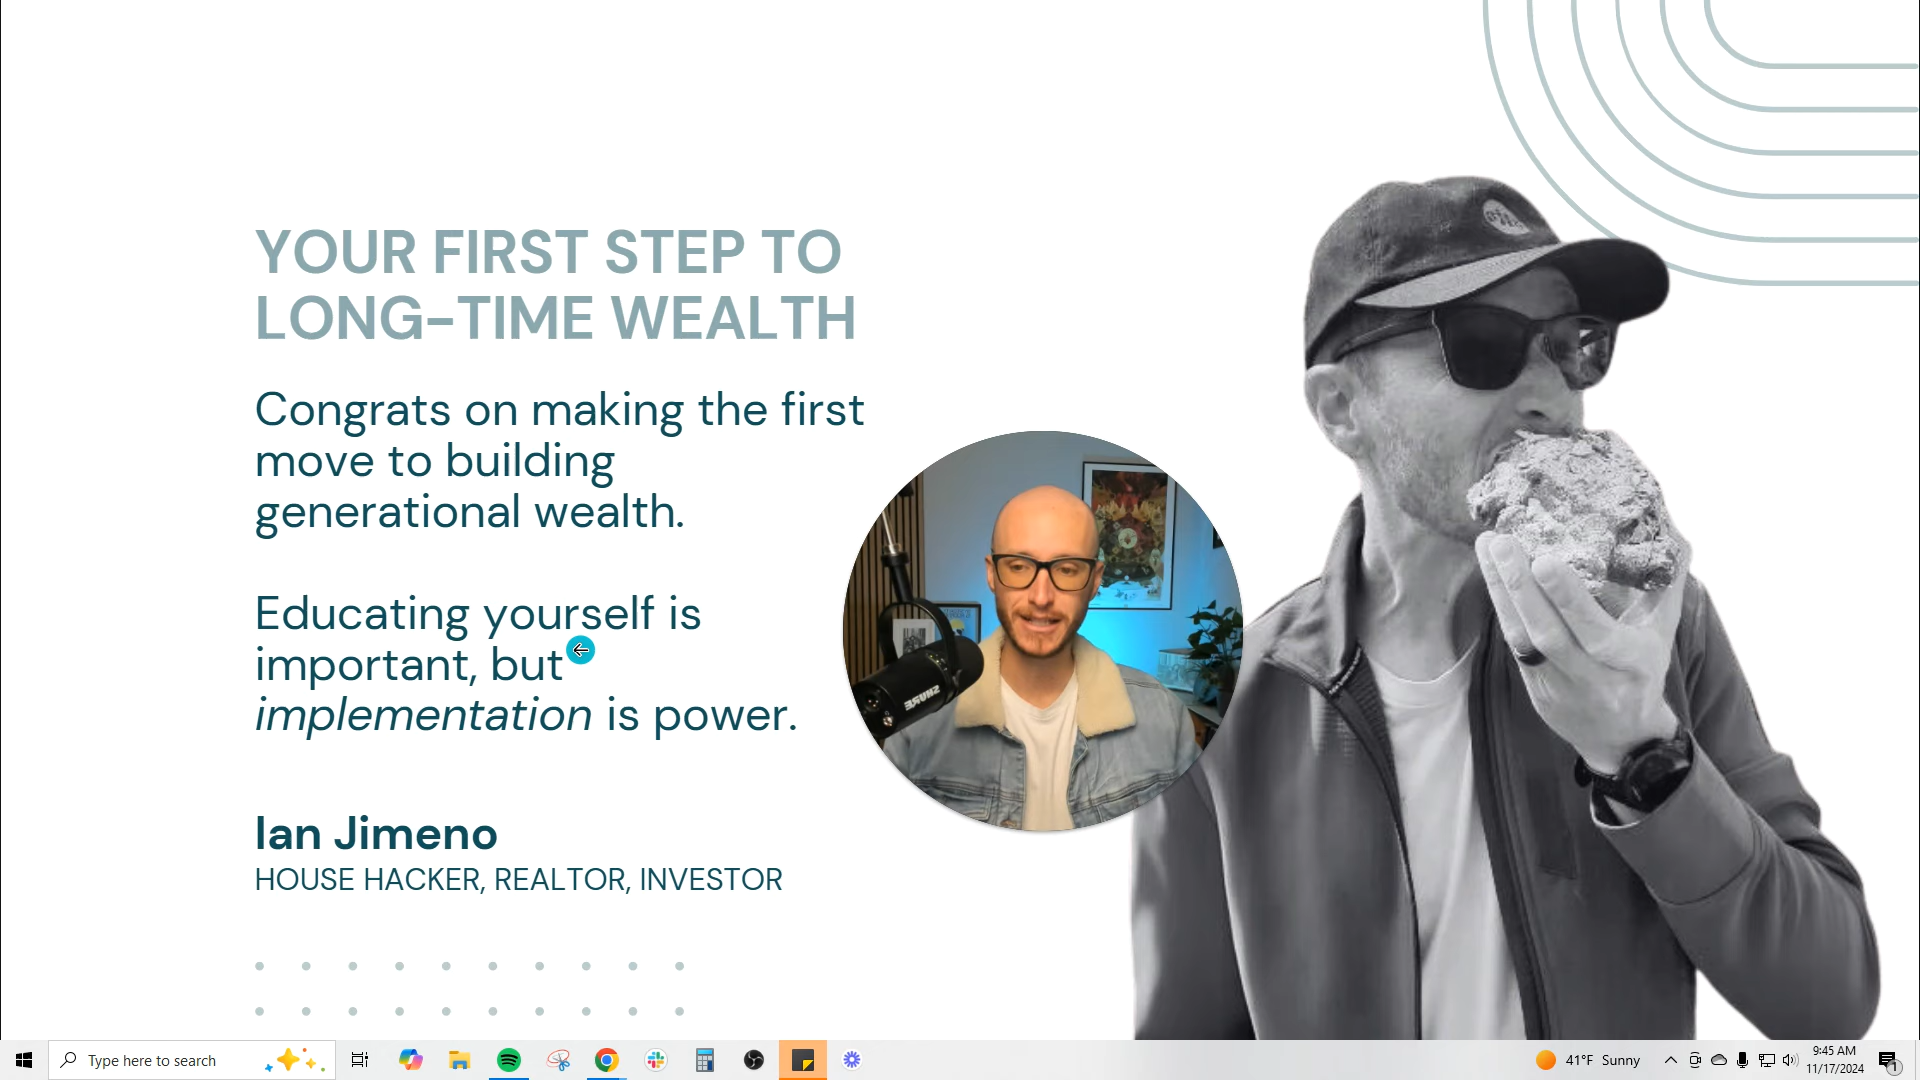 YOUR FIRST STEP TO
LONG-TIME WEALTH
Congrats on making the first
move to building
generational wealth.
Educating yourself is
important, but
implementation is power.
Ian Jimeno
HOUSE HACKER, REALTOR, INVESTOR
SHURE
Type here to search
41°F Sunny
9:45 AM
11/17/2024
1